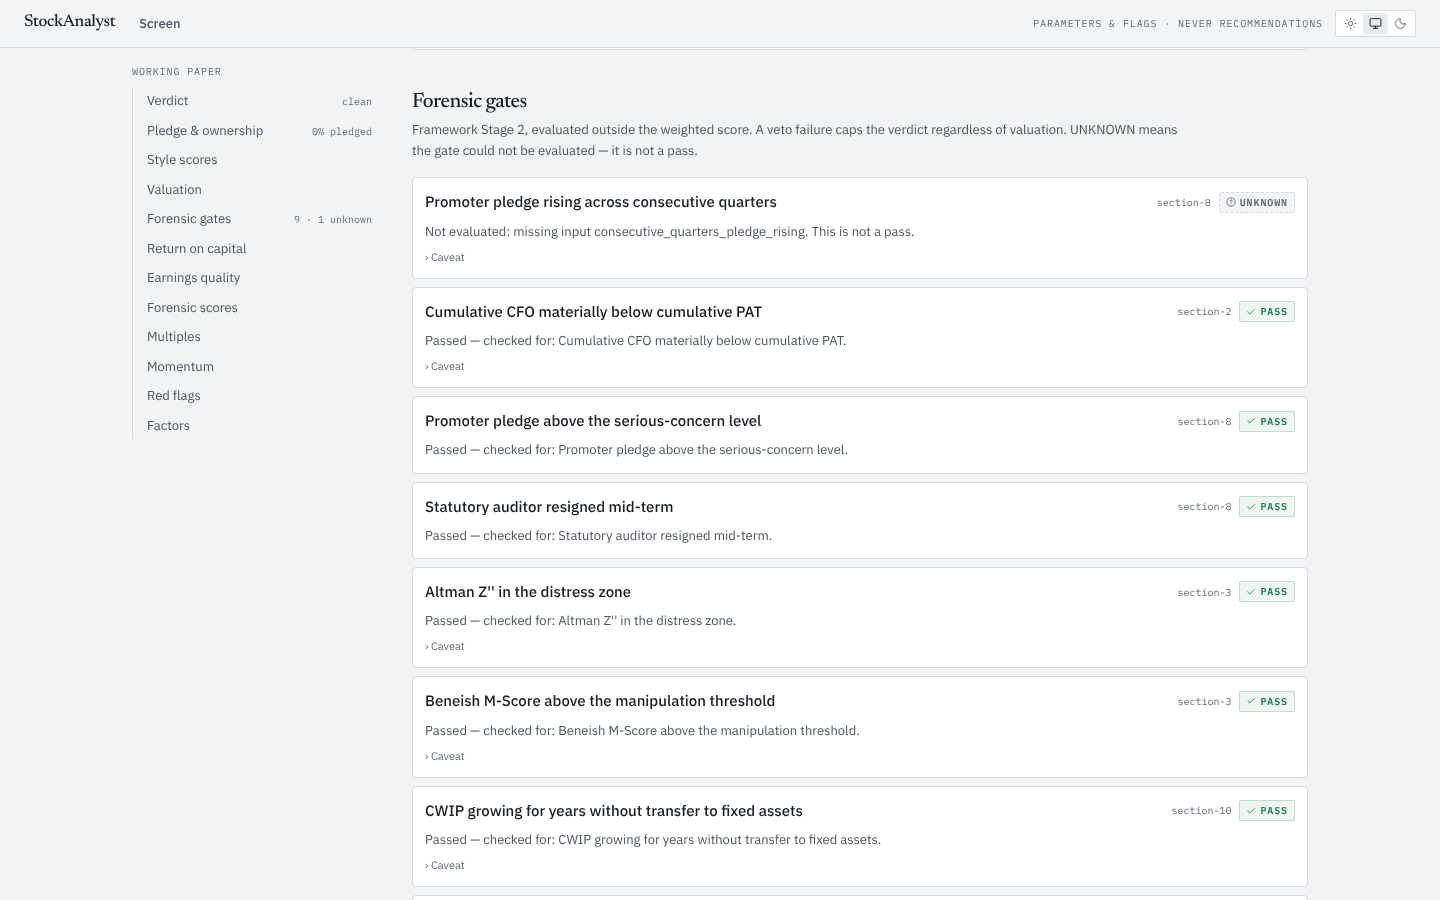 StockAnalyst
Screen
PARAMETERS & FLAGS · NEVER RECOMMENDATIONS
WORKING PAPER
Verdict clean
Pledge & ownership 0% pledged
Style scores
Valuation
Forensic gates 9 · 1 unknown
Return on capital
Earnings quality
Forensic scores
Multiples
Momentum
Red flags
Factors
Forensic gates
Framework Stage 2, evaluated outside the weighted score. A veto failure caps the verdict regardless of valuation. UNKNOWN means
the gate could not be evaluated — it is not a pass.
Promoter pledge rising across consecutive quarters section-8 UNKNOWN
Not evaluated: missing input consecutive_quarters_pledge_rising. This is not a pass.
› Caveat
Cumulative CFO materially below cumulative PAT section-2 ✓ PASS
Passed — checked for: Cumulative CFO materially below cumulative PAT.
› Caveat
Promoter pledge above the serious-concern level section-8 ✓ PASS
Passed — checked for: Promoter pledge above the serious-concern level.
Statutory auditor resigned mid-term section-8 ✓ PASS
Passed — checked for: Statutory auditor resigned mid-term.
Altman Z'' in the distress zone section-3 ✓ PASS
Passed — checked for: Altman Z'' in the distress zone.
› Caveat
Beneish M-Score above the manipulation threshold section-3 ✓ PASS
Passed — checked for: Beneish M-Score above the manipulation threshold.
› Caveat
CWIP growing for years without transfer to fixed assets section-10 ✓ PASS
Passed — checked for: CWIP growing for years without transfer to fixed assets.
› Caveat